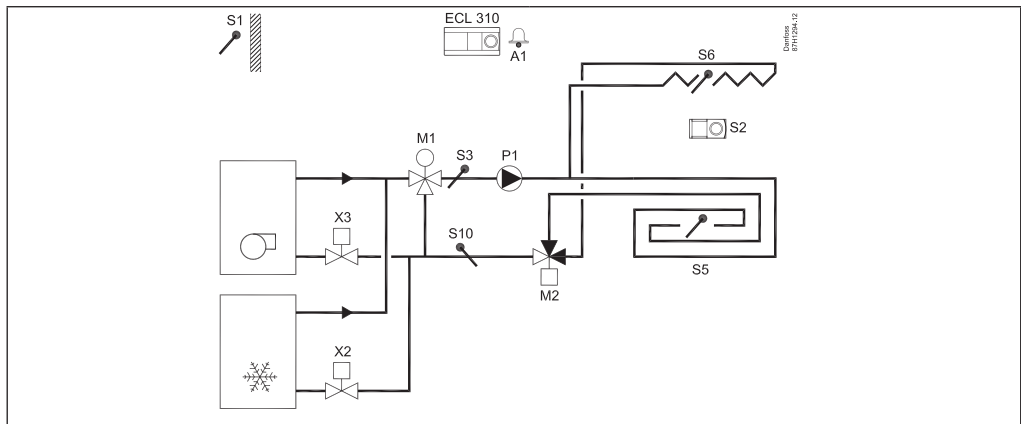 S1
ECL 310
A1
Danfoss
87H1294.12
S6
S2
M1
S3
P1
X3
S10
S5
M2
X2